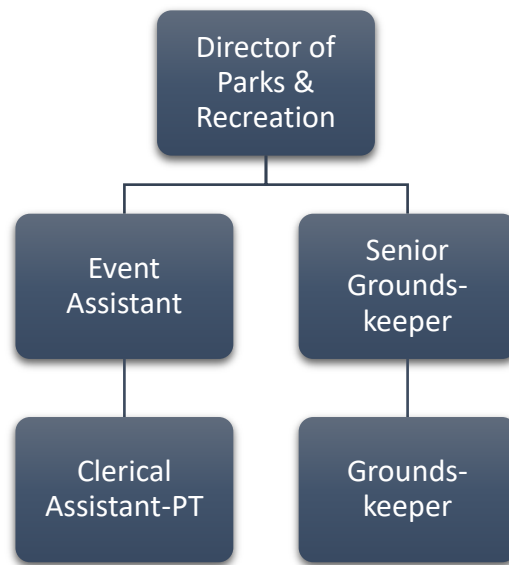 Director of
Parks &
Recreation
Event
Assistant
Senior
Grounds-
keeper
Clerical
Assistant-PT
Grounds-
keeper